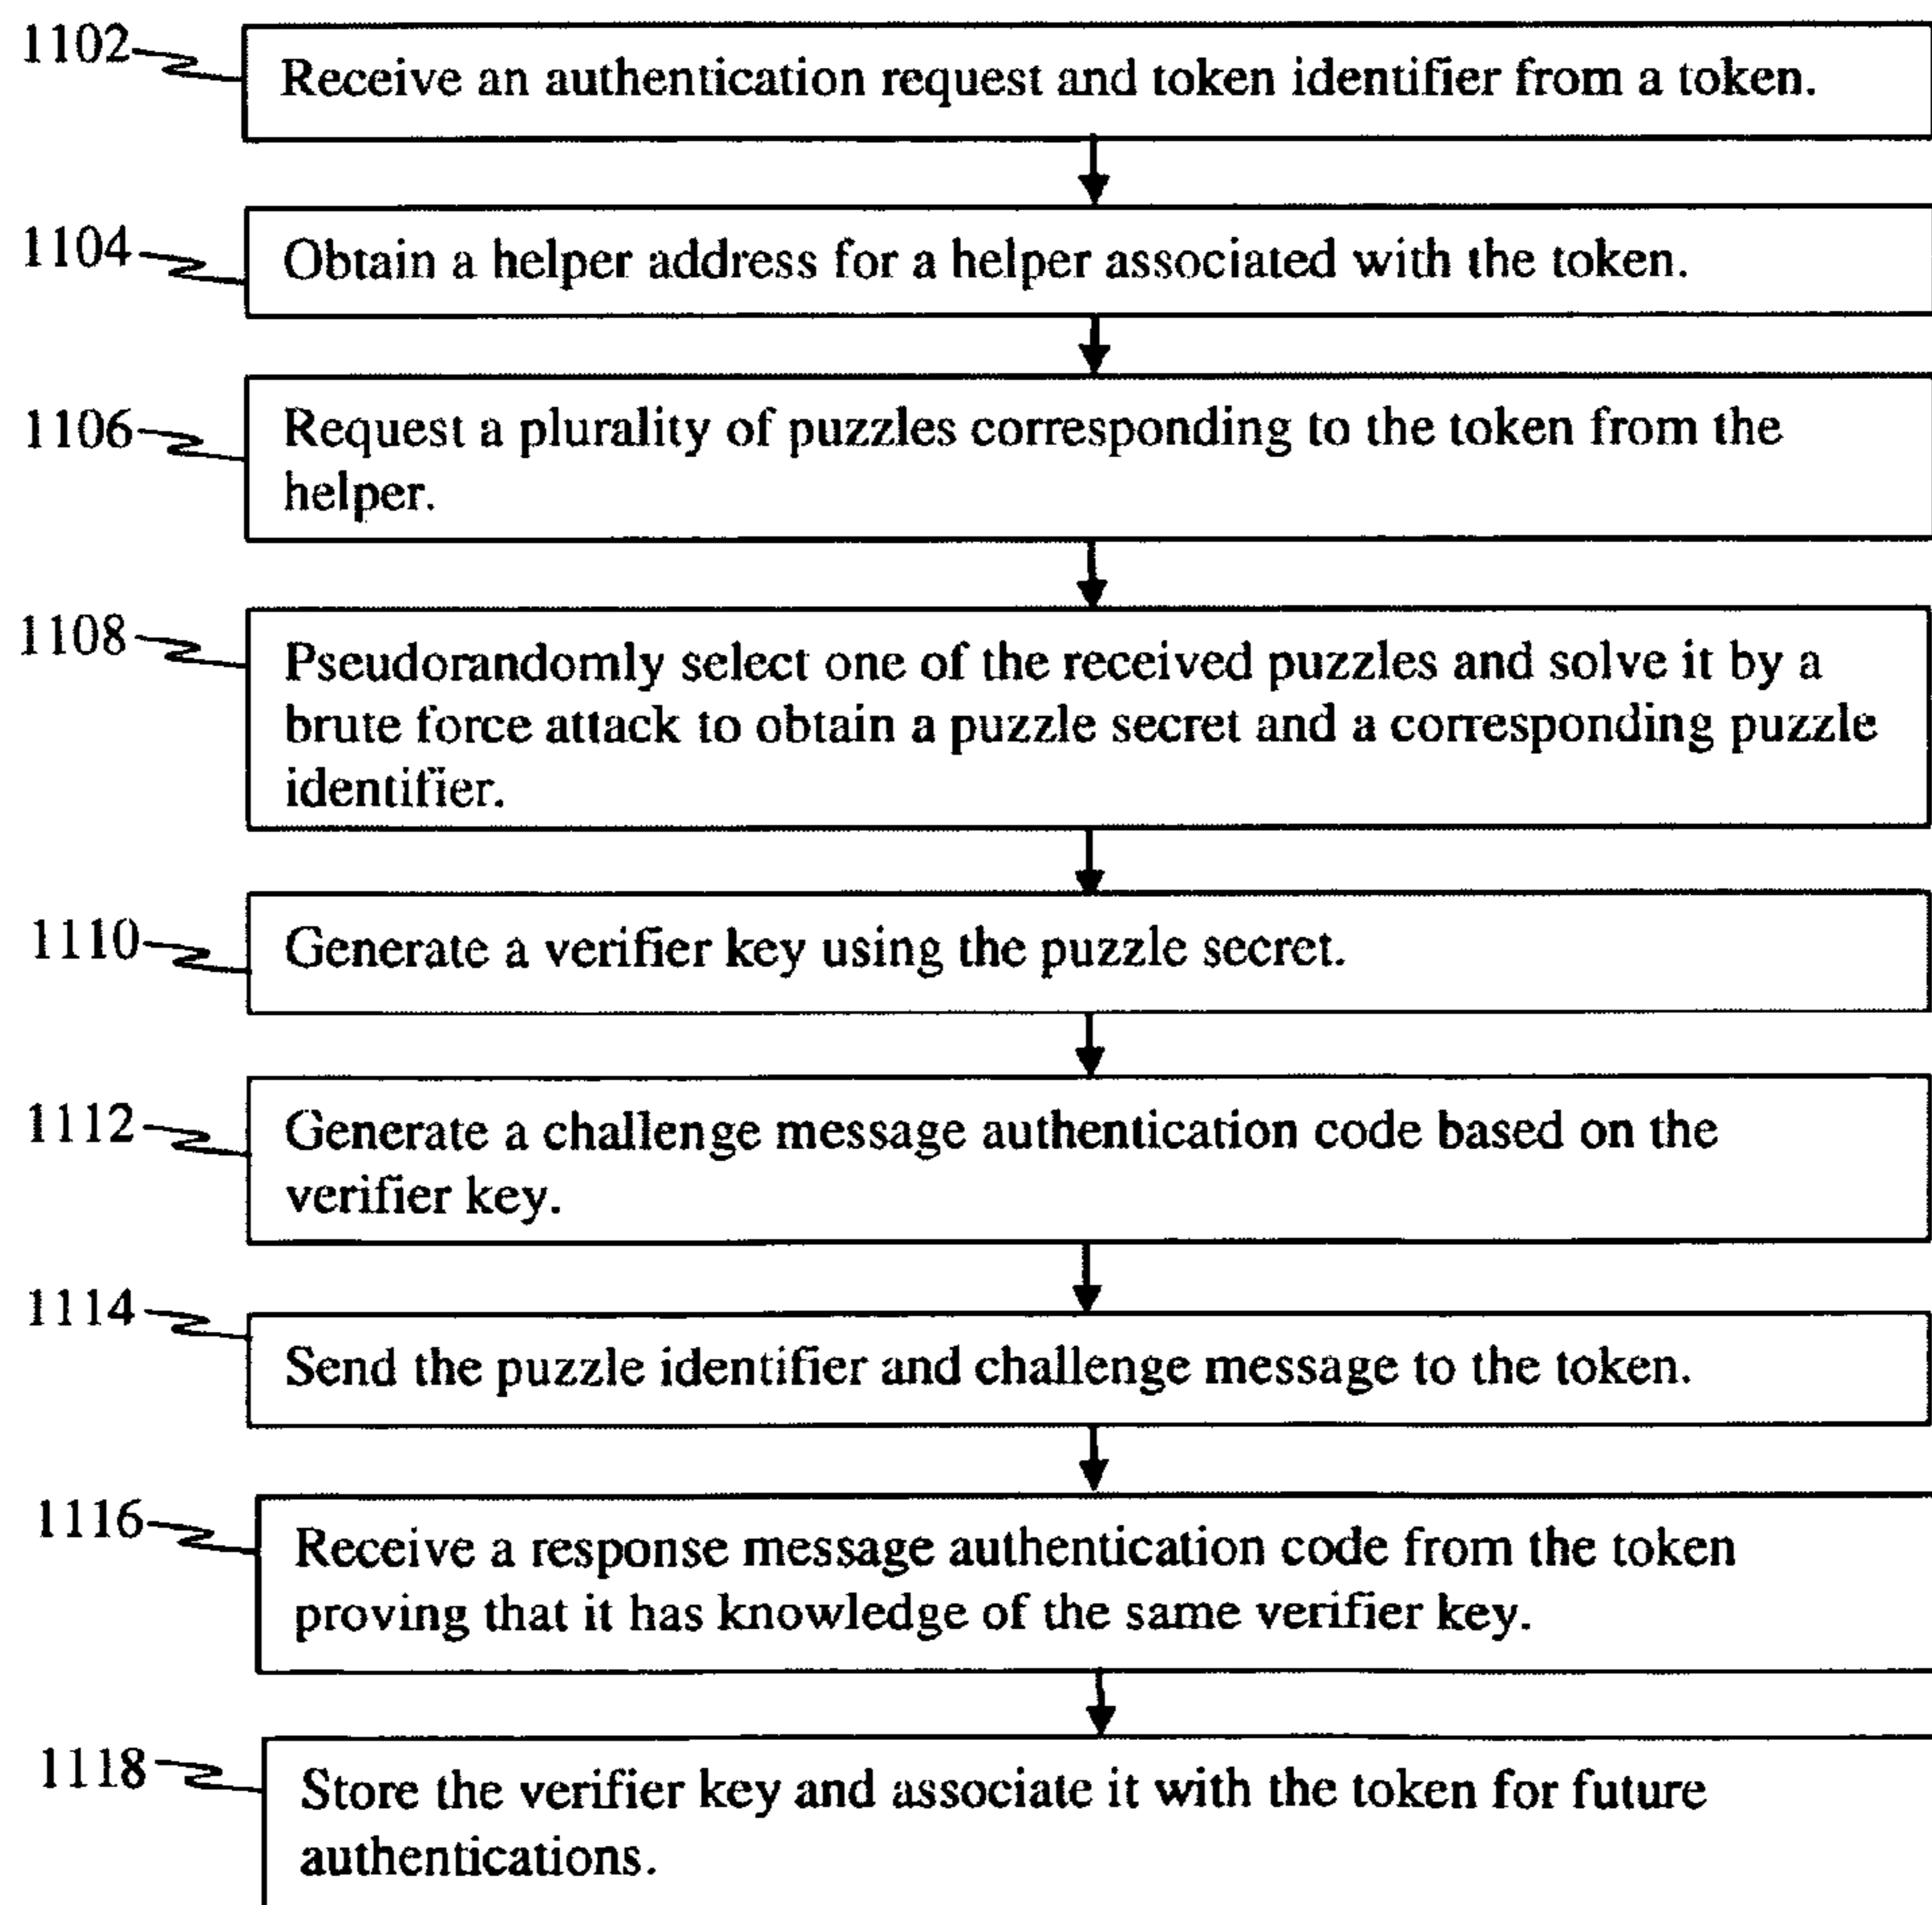 1102
Receive an authentication request and token identifier from a token.
1104
Obtain a helper address for a helper associated with the token.
1106
Request a plurality of puzzles corresponding to the token from the
helper.
1108
Pseudorandomly select one of the received puzzles and solve it by a
brute force attack to obtain a puzzle secret and a corresponding puzzle
identifier.
1110
Generate a verifier key using the puzzle secret.
1112
Generate a challenge message authentication code based on the
verifier key.
1114
Send the puzzle identifier and challenge message to the token.
1116
Receive a response message authentication code from the token
proving that it has knowledge of the same verifier key.
1118
Store the verifier key and associate it with the token for future
authentications.